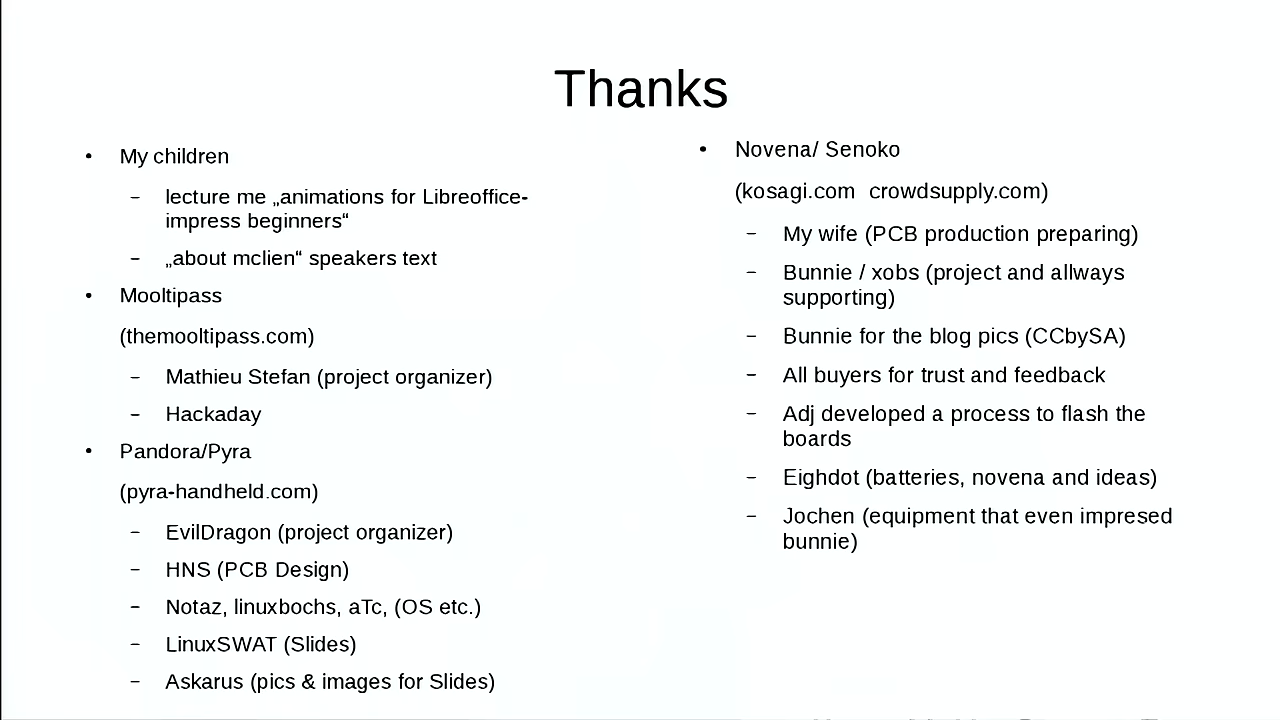 Thanks
• My children
– lecture me „animations for Libreoffice-
impress beginners“
– „about mclien“ speakers text
• Mooltipass
(themooltipass.com)
– Mathieu Stefan (project organizer)
– Hackaday
• Pandora/Pyra
(pyra-handheld.com)
– EvilDragon (project organizer)
– HNS (PCB Design)
– Notaz, linuxbochs, aTc, (OS etc.)
– LinuxSWAT (Slides)
– Askarus (pics & images for Slides)
• Novena/ Senoko
(kosagi.com crowdsupply.com)
– My wife (PCB production preparing)
– Bunnie / xobs (project and allways
supporting)
– Bunnie for the blog pics (CCbySA)
– All buyers for trust and feedback
– Adj developed a process to flash the
boards
– Eighdot (batteries, novena and ideas)
– Jochen (equipment that even impresed
bunnie)